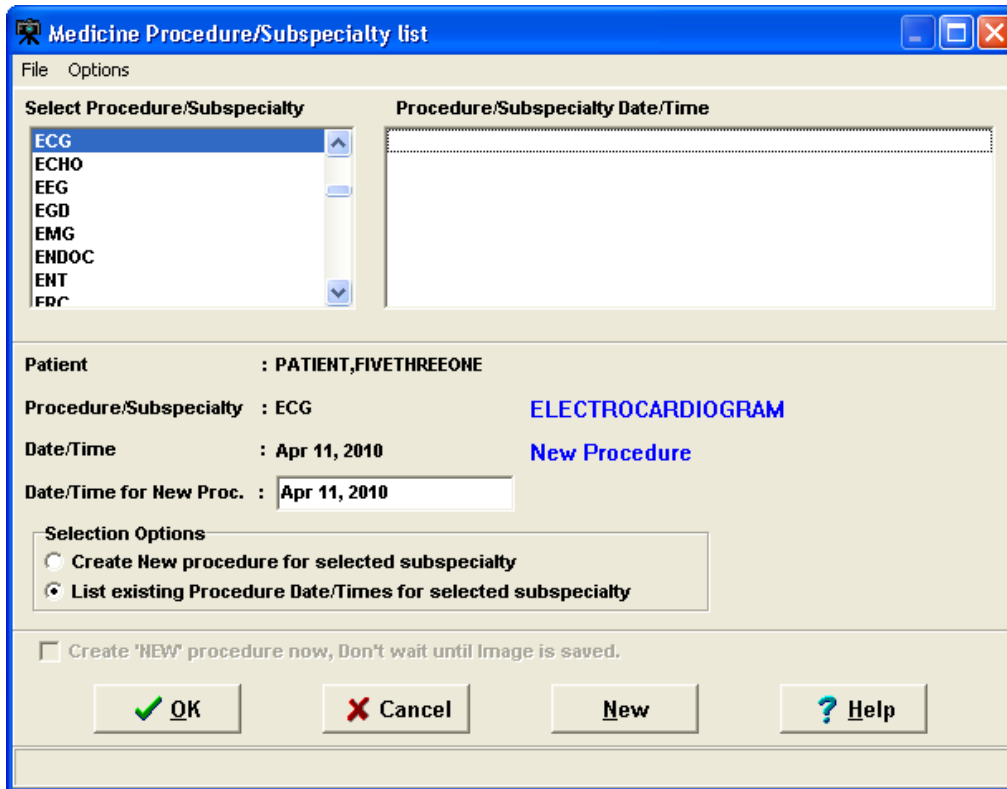 Medicine Procedure/Subspecialty list
File Options
Select Procedure/Subspecialty Procedure/Subspecialty Date/Time
ECG
ECHO
EEG
EGD
EMG
ENDOC
ENT
ERC
Patient : PATIENT,FIVETHREEONE
Procedure/Subspecialty : ECG ELECTROCARDIOGRAM
Date/Time : Apr 11, 2010 New Procedure
Date/Time for New Proc. : Apr 11, 2010
Selection Options
Create New procedure for selected subspecialty
List existing Procedure Date/Times for selected subspecialty
Create 'NEW' procedure now, Don't wait until Image is saved.
OK Cancel New ? Help